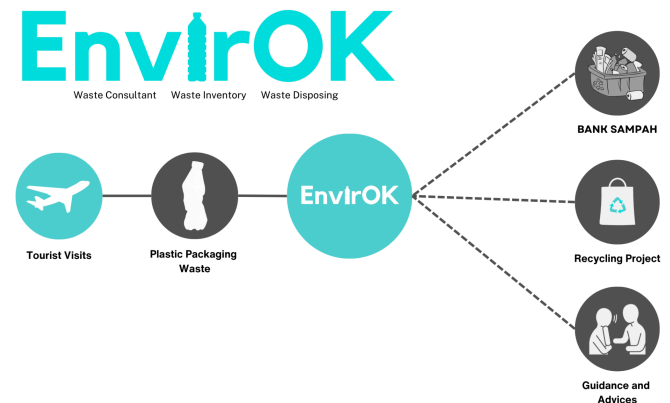 EnvirOK
Waste Consultant Waste Inventory Waste Disposing
BANK SAMPAH
EnvIrOK
Tourist Visits
Plastic Packaging
Waste
Recycling Project
Guidance and
Advices